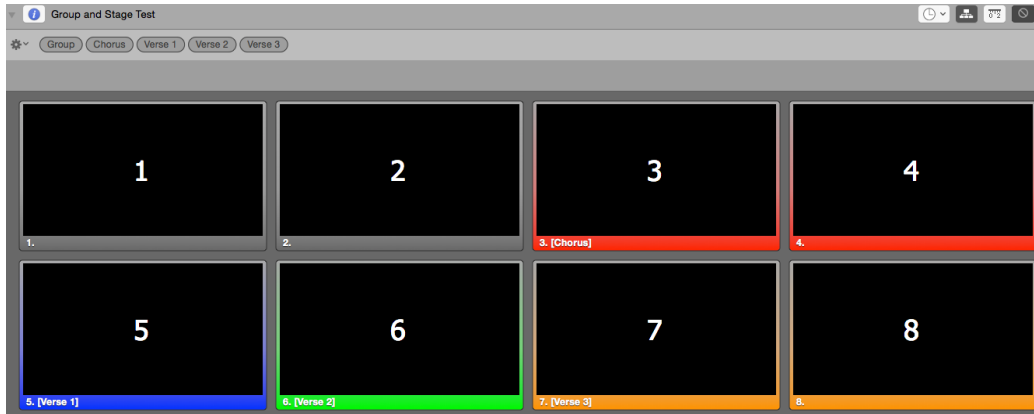 Group and Stage Test
Group Chorus Verse 1 Verse 2 Verse 3
1 2 3 4
1. 2. 3. [Chorus] 4.
5 6 7 8
5. [Verse 1] 6. [Verse 2] 7. [Verse 3] 8.